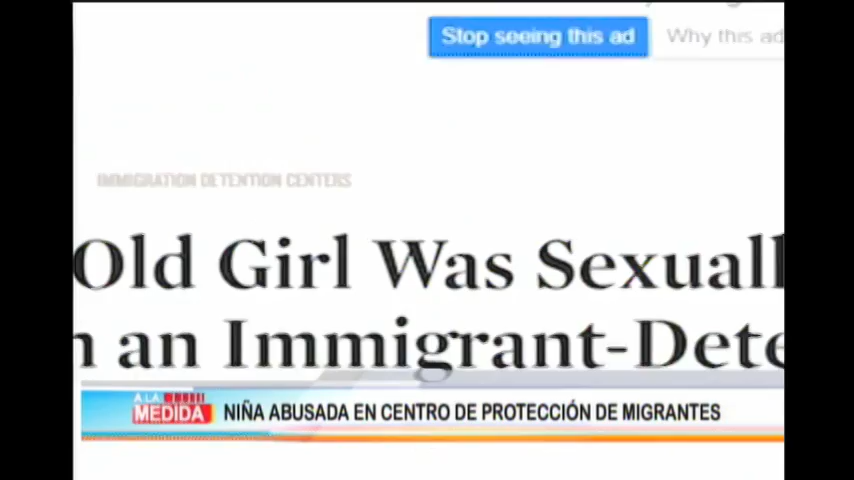 Stop seeing this ad
Why this ad
IMMIGRATION DETENTION CENTERS
Old Girl Was Sexuall
n an Immigrant-Dete
A LA
MEDIDA
NIÑA ABUSADA EN CENTRO DE PROTECCIÓN DE MIGRANTES